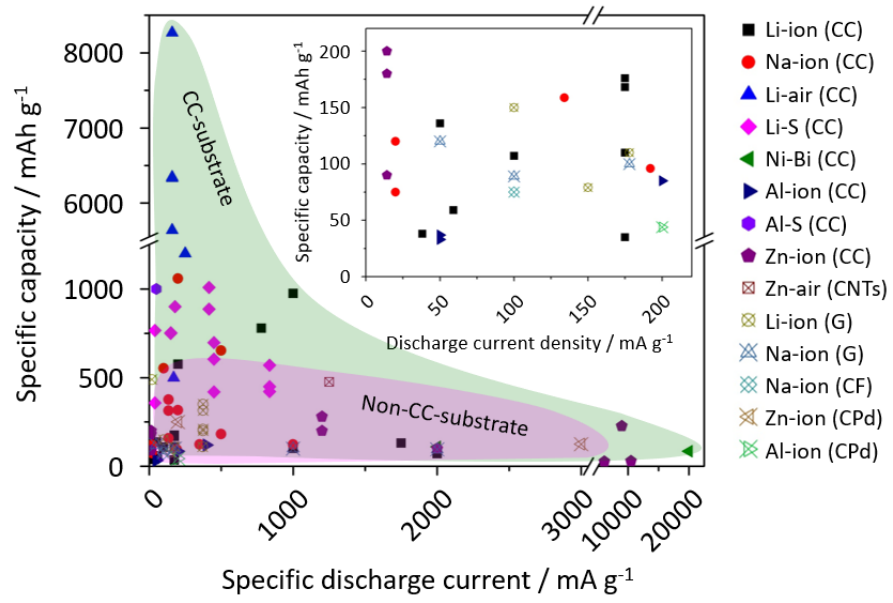 Specific capacity / mAh g-1
8000
7000
6000
1000
500
0
0
1000
2000
3000
10000
20000
Specific discharge current / mA g-1
CC-substrate
Non-CC-substrate
Specific capacity / mAh g-1
200
150
100
50
0
0
50
100
150
200
Discharge current density / mA g-1
Li-ion (CC)
Na-ion (CC)
Li-air (CC)
Li-S (CC)
Ni-Bi (CC)
Al-ion (CC)
Al-S (CC)
Zn-ion (CC)
Zn-air (CNTs)
Li-ion (G)
Na-ion (G)
Na-ion (CF)
Zn-ion (CPd)
Al-ion (CPd)